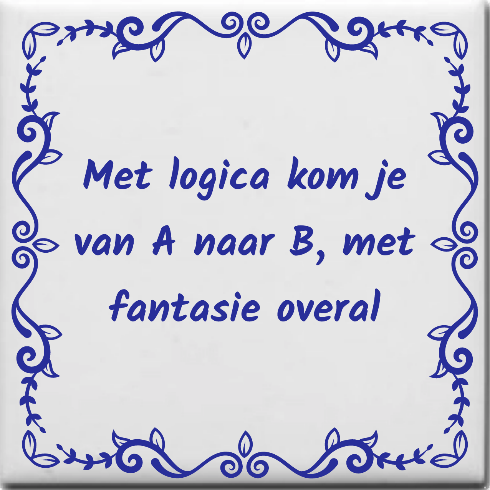 Met logica kom je
van A naar B, met
fantasie overal